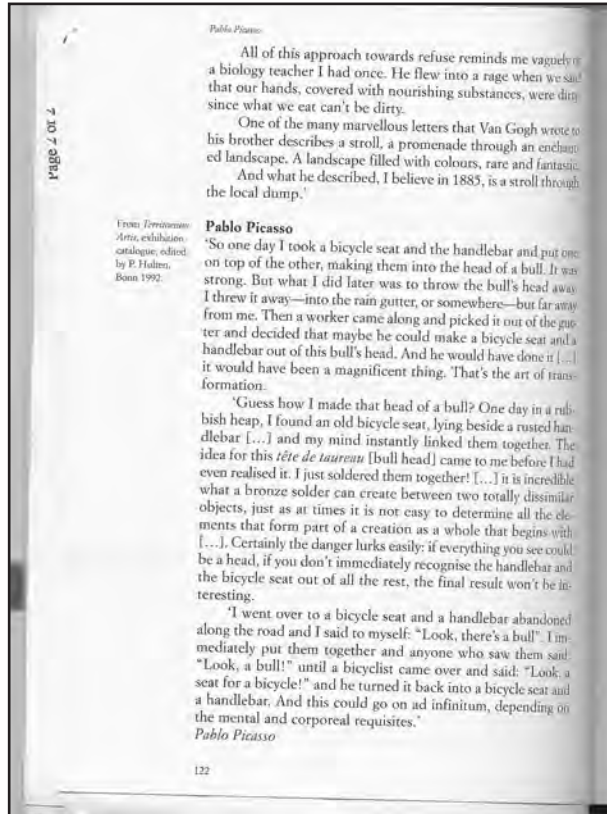 Pablo Picasso
Page 2 of 7
All of this approach towards refuse reminds me vaguely of
a biology teacher I had once. He flew into a rage when we said
that our hands, covered with nourishing substances, were dirty
since what we eat can't be dirty.
One of the many marvellous letters that Van Gogh wrote to
his brother describes a stroll, a promenade through an enchant
ed landscape. A landscape filled with colours, rare and fantastic.
And what he described, I believe in 1885, is a stroll through
the local dump.'
From Territorium
Artis, exhibition
catalogue, edited
by P. Hulten,
Bonn 1992.
Pablo Picasso
'So one day I took a bicycle seat and the handlebar and put one
on top of the other, making them into the head of a bull. It was
strong. But what I did later was to throw the bull's head away.
I threw it away—into the rain gutter, or somewhere—but far away
from me. Then a worker came along and picked it out of the gut-
ter and decided that maybe he could make a bicycle seat and a
handlebar out of this bull's head. And he would have done it [...]
it would have been a magnificent thing. That's the art of trans-
formation.
'Guess how I made that head of a bull? One day in a rub-
bish heap, I found an old bicycle seat, lying beside a rusted han-
dlebar [...] and my mind instantly linked them together. The
idea for this tête de taureau [bull head] came to me before I had
even realised it. I just soldered them together! [...] it is incredible
what a bronze solder can create between two totally dissimilar
objects, just as at times it is not easy to determine all the ele-
ments that form part of a creation as a whole that begins with
[...]. Certainly the danger lurks easily: if everything you see could
be a head, if you don't immediately recognise the handlebar and
the bicycle seat out of all the rest, the final result won't be in-
teresting.
'I went over to a bicycle seat and a handlebar abandoned
along the road and I said to myself: "Look, there's a bull". I im-
mediately put them together and anyone who saw them said:
"Look, a bull!" until a bicyclist came over and said: "Look, a
seat for a bicycle!" and he turned it back into a bicycle seat and
a handlebar. And this could go on ad infinitum, depending on
the mental and corporeal requisites.'
Pablo Picasso
122